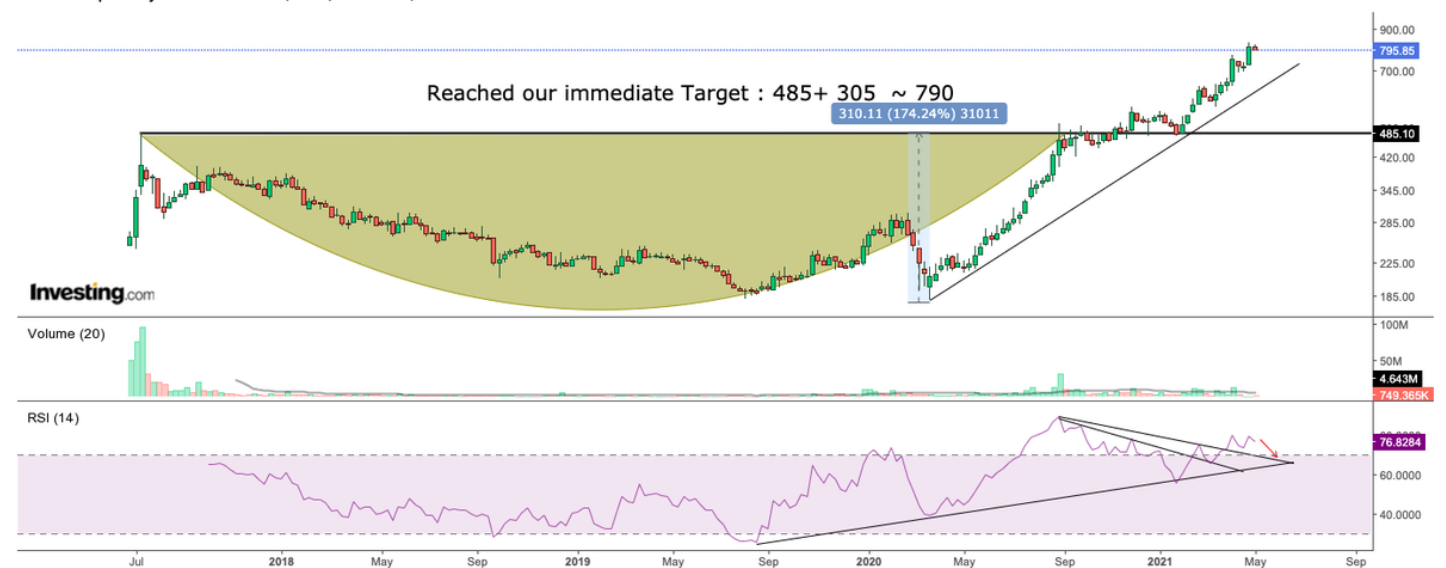 900.00
795.85
700.00
Reached our immediate Target : 485+ 305 ~ 790
310.11 (174.24%) 31011
485.10
420.00
345.00
285.00
225.00
185.00
Investing.com
Volume (20)
100M
50M
4.643M
749.365K
RSI (14)
76.8284
60.0000
40.0000
Jul 2018 May Sep 2019 May Sep 2020 May Sep 2021 May Sep